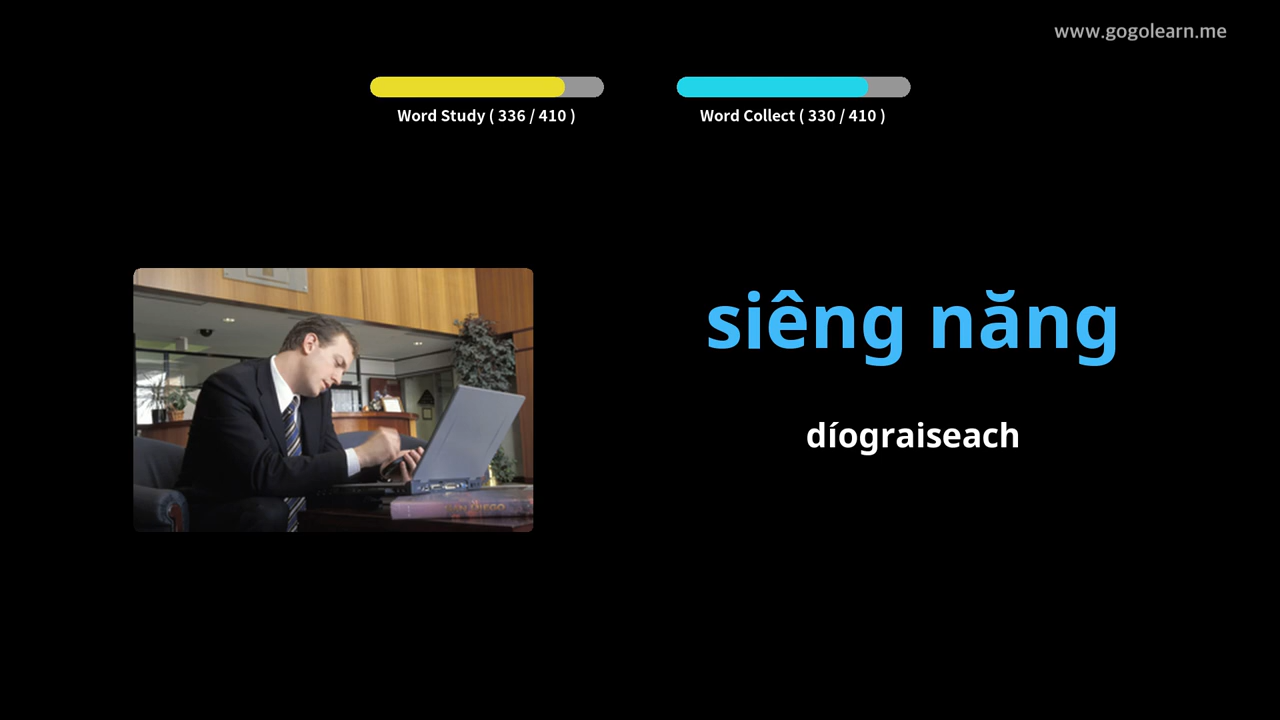 www.gogolearn.me
Word Study ( 336 / 410 )
Word Collect ( 330 / 410 )
siêng năng
díograiseach